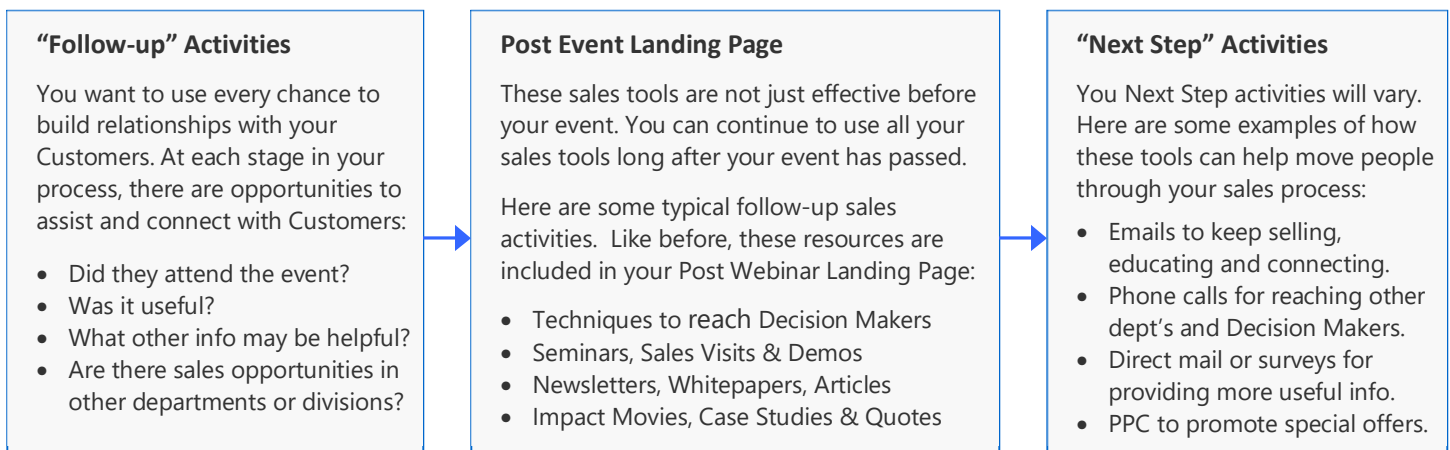 “Follow-up” Activities
You want to use every chance to
build relationships with your
Customers. At each stage in your
process, there are opportunities to
assist and connect with Customers:
• Did they attend the event?
• Was it useful?
• What other info may be helpful?
• Are there sales opportunities in
other departments or divisions?
Post Event Landing Page
These sales tools are not just effective before
your event. You can continue to use all your
sales tools long after your event has passed.
Here are some typical follow-up sales
activities.  Like before, these resources are
included in your Post Webinar Landing Page:
• Techniques to reach Decision Makers
• Seminars, Sales Visits & Demos
• Newsletters, Whitepapers, Articles
• Impact Movies, Case Studies & Quotes
“Next Step” Activities
You Next Step activities will vary.
Here are some examples of how
these tools can help move people
through your sales process:
• Emails to keep selling,
educating and connecting.
• Phone calls for reaching other
dept’s and Decision Makers.
• Direct mail or surveys for
providing more useful info.
• PPC to promote special offers.